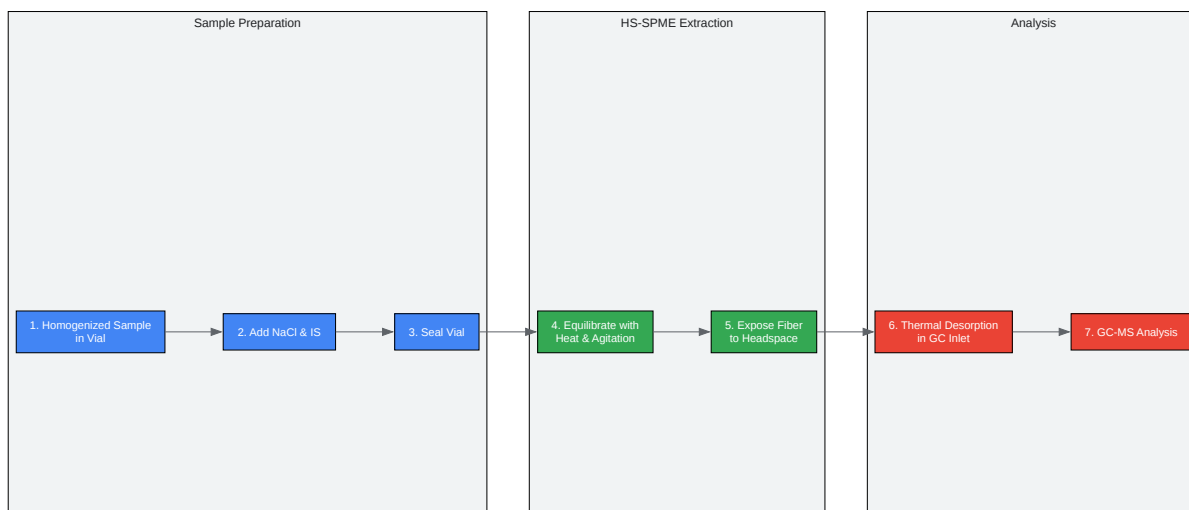 Sample Preparation
HS-SPME Extraction
Analysis
1. Homogenized Sample
in Vial
2. Add NaCl & IS
3. Seal Vial
4. Equilibrate with
Heat & Agitation
5. Expose Fiber
to Headspace
6. Thermal Desorption
in GC Inlet
7. GC-MS Analysis